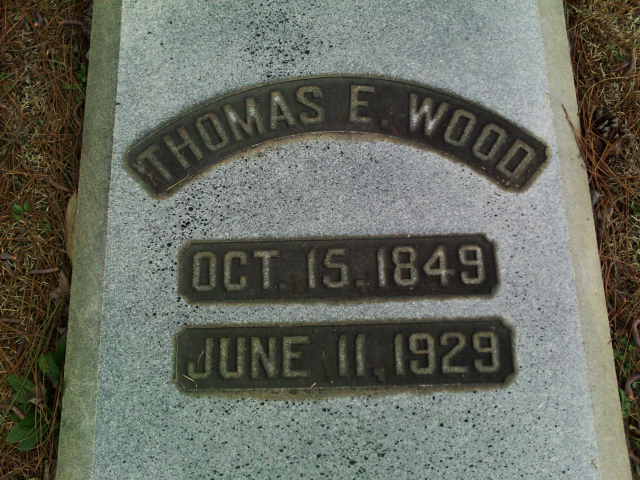 THOMAS E. WOOD
OCT. 15. 1849
JUNE 11, 1929